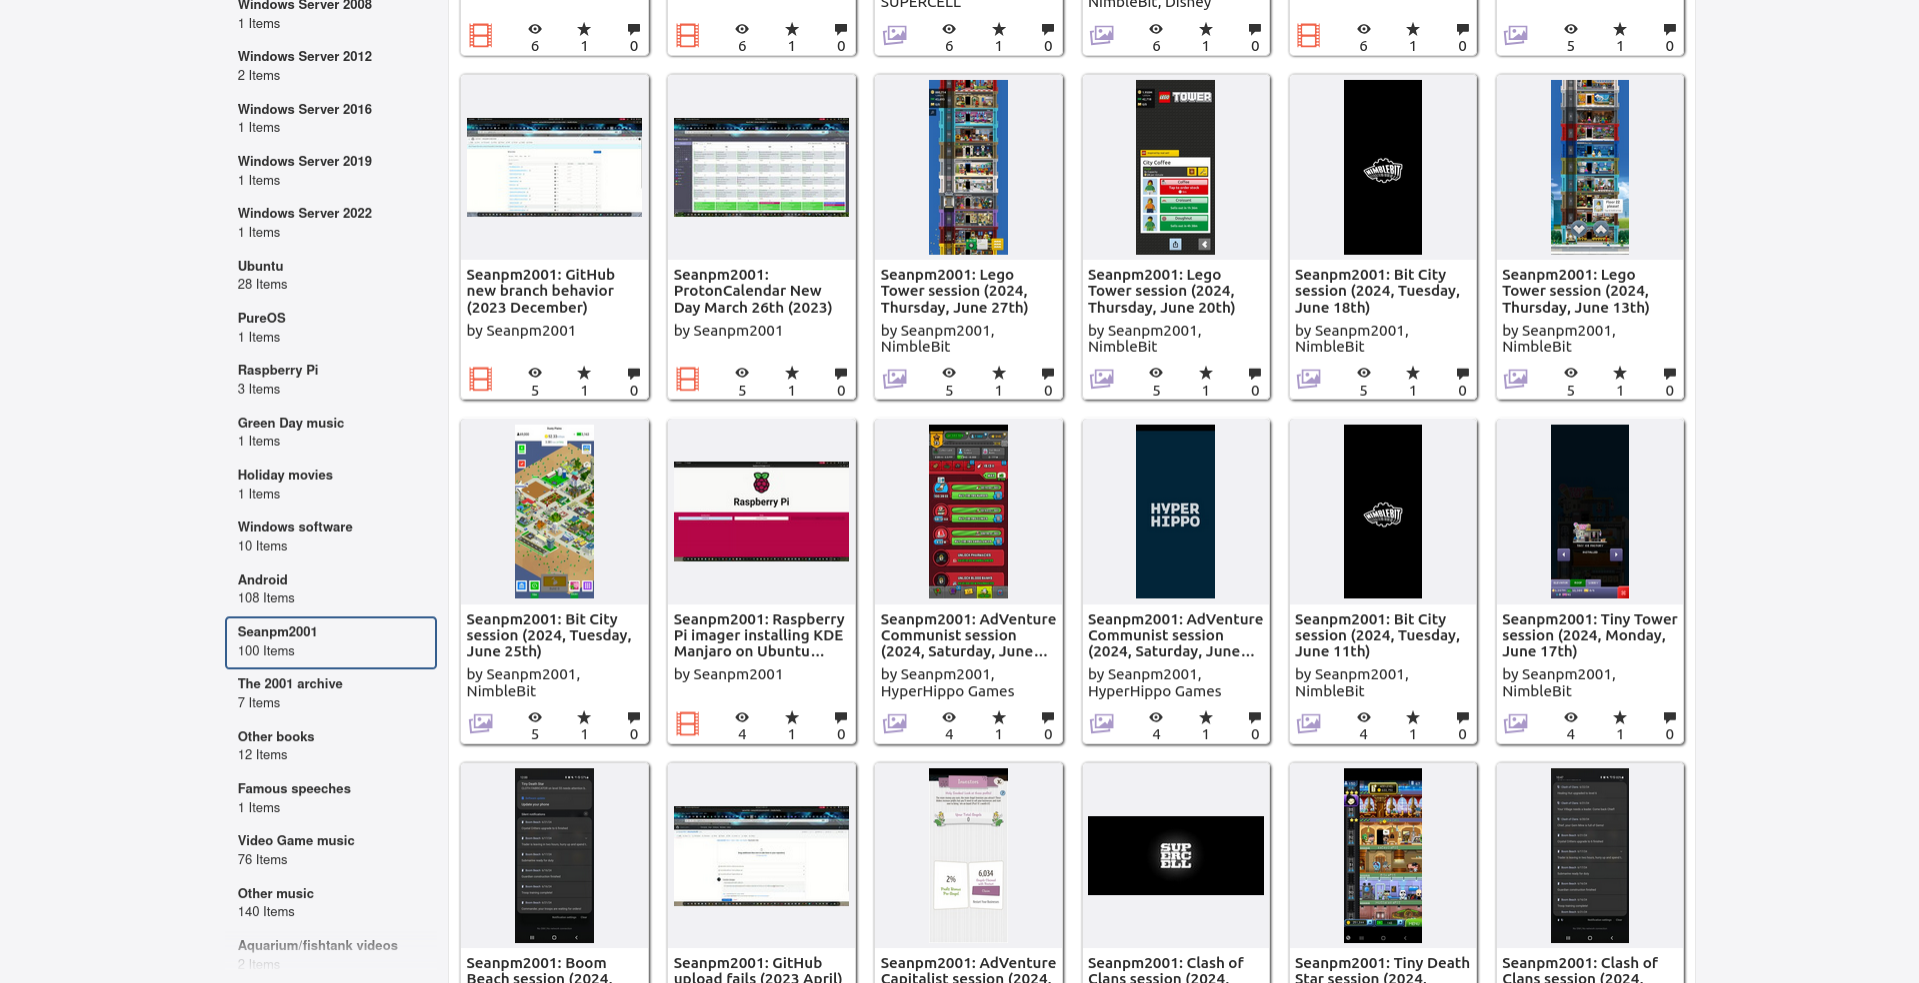 Windows Server 2008
1 Items
Windows Server 2012
2 Items
Windows Server 2016
1 Items
Windows Server 2019
1 Items
Windows Server 2022
1 Items
Ubuntu
28 Items
PureOS
1 Items
Raspberry Pi
3 Items
Green Day music
1 Items
Holiday movies
1 Items
Windows software
10 Items
Android
108 Items
Seanpm2001
100 Items
The 2001 archive
7 Items
Other books
12 Items
Famous speeches
1 Items
Video Game music
76 Items
Other music
140 Items
Aquarium/fishtank videos
2 Items
SUPERCELL
NimbleBit, Disney
6 1 0
6 1 0
6 1 0
6 1 0
6 1 0
5 1 0
Seanpm2001: GitHub
new branch behavior
(2023 December)
by Seanpm2001
5 1 0
Seanpm2001:
ProtonCalendar New
Day March 26th (2023)
by Seanpm2001
5 1 0
Seanpm2001: Lego
Tower session (2024,
Thursday, June 27th)
by Seanpm2001,
NimbleBit
5 1 0
TOWER
City Coffee
Coffee
Croissant
Doughnut
Seanpm2001: Lego
Tower session (2024,
Thursday, June 20th)
by Seanpm2001,
NimbleBit
5 1 0
NIMBLEBIT
Seanpm2001: Bit City
session (2024, Tuesday,
June 18th)
by Seanpm2001,
NimbleBit
5 1 0
Seanpm2001: Lego
Tower session (2024,
Thursday, June 13th)
by Seanpm2001,
NimbleBit
5 1 0
Seanpm2001: Bit City
session (2024, Tuesday,
June 25th)
by Seanpm2001,
NimbleBit
5 1 0
Raspberry Pi
Seanpm2001: Raspberry
Pi imager installing KDE
Manjaro on Ubuntu...
by Seanpm2001
4 1 0
Seanpm2001: AdVenture
Communist session
(2024, Saturday, June...
by Seanpm2001,
HyperHippo Games
4 1 0
HYPER
HIPPO
Seanpm2001: AdVenture
Communist session
(2024, Saturday, June...
by Seanpm2001,
HyperHippo Games
4 1 0
NIMBLEBIT
Seanpm2001: Bit City
session (2024, Tuesday,
June 11th)
by Seanpm2001,
NimbleBit
4 1 0
Seanpm2001: Tiny Tower
session (2024, Monday,
June 17th)
by Seanpm2001,
NimbleBit
4 1 0
Seanpm2001: Boom
Beach session (2024,
Seanpm2001: GitHub
upload fails (2023 April)
2%
6,034
Seanpm2001: AdVenture
Capitalist session (2024,
SUP
ERC
ELL
Seanpm2001: Clash of
Clans session (2024,
Seanpm2001: Tiny Death
Star session (2024,
Seanpm2001: Clash of
Clans session (2024,